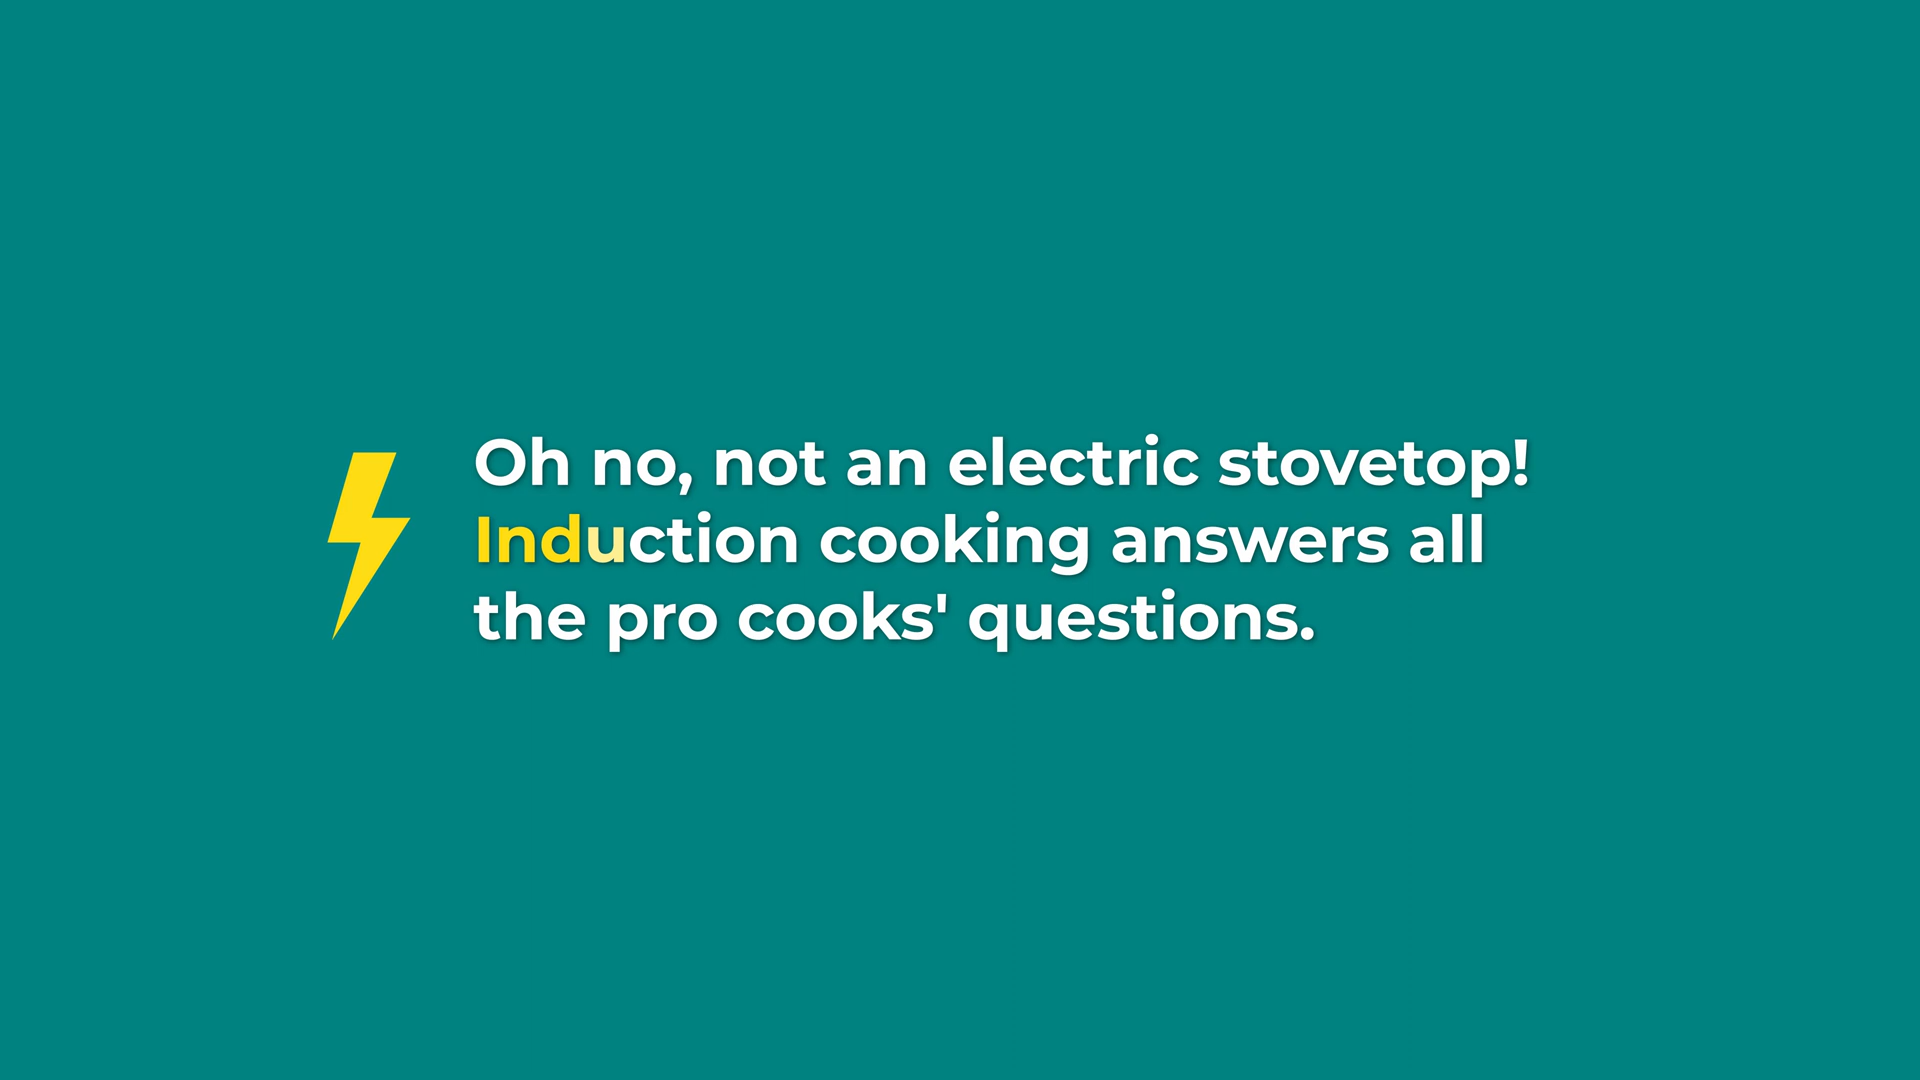 Oh no, not an electric stovetop!
Induction cooking answers all
the pro cooks' questions.